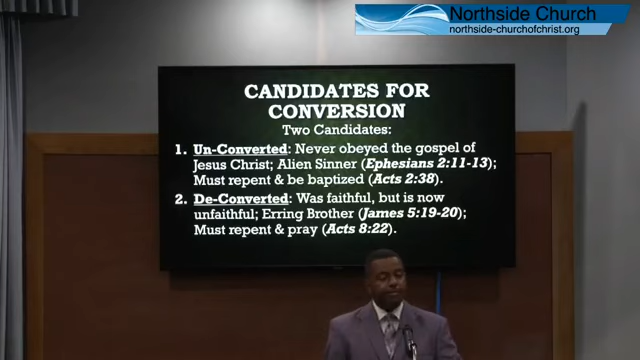 Northside Church
northside-churchofchrist.org
CANDIDATES FOR
CONVERSION
Two Candidates:
1. Un-Converted: Never obeyed the gospel of
Jesus Christ; Alien Sinner (Ephesians 2:11-13);
Must repent & be baptized (Acts 2:38).
2. De-Converted: Was faithful, but is now
unfaithful; Erring Brother (James 5:19-20);
Must repent & pray (Acts 8:22).